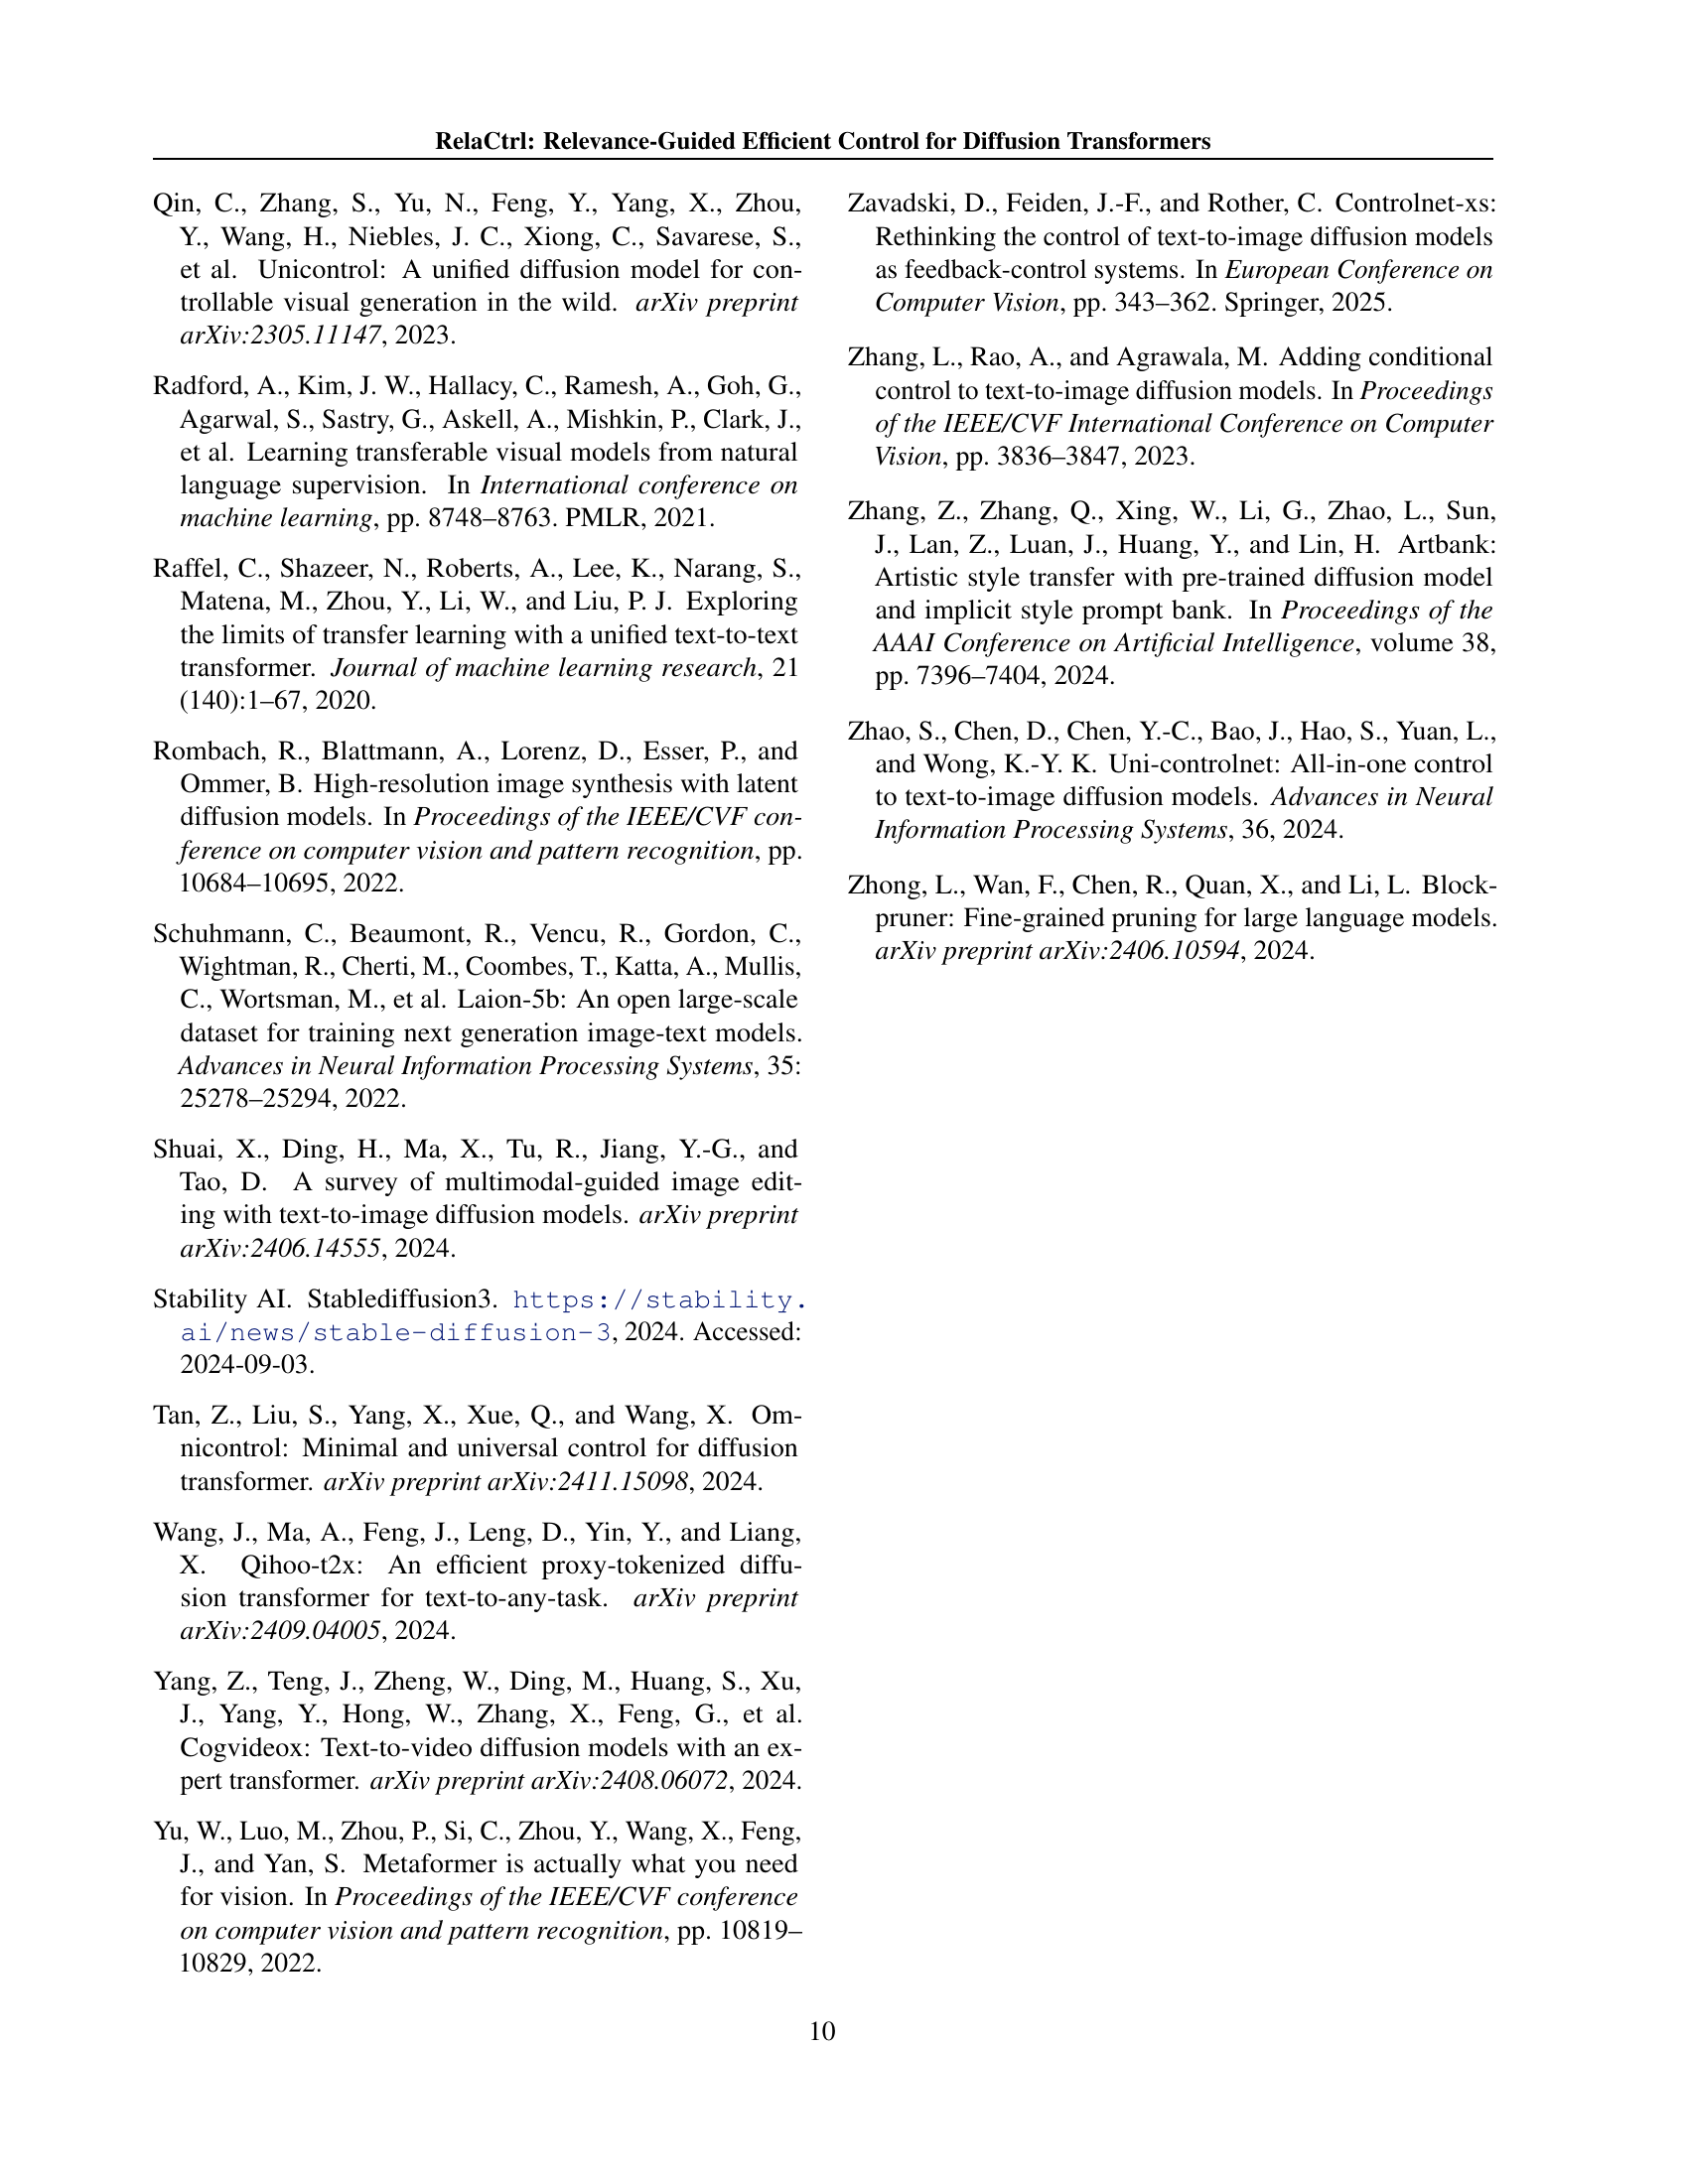 RelaCtrl: Relevance-Guided Efficient Control for Diffusion Transformers
Qin, C., Zhang, S., Yu, N., Feng, Y., Yang, X., Zhou,
Y., Wang, H., Niebles, J. C., Xiong, C., Savarese, S.,
et al. Unicontrol: A unified diffusion model for con-
trollable visual generation in the wild. arXiv preprint
arXiv:2305.11147, 2023.
Radford, A., Kim, J. W., Hallacy, C., Ramesh, A., Goh, G.,
Agarwal, S., Sastry, G., Askell, A., Mishkin, P., Clark, J.,
et al. Learning transferable visual models from natural
language supervision. In International conference on
machine learning, pp. 8748–8763. PMLR, 2021.
Raffel, C., Shazeer, N., Roberts, A., Lee, K., Narang, S.,
Matena, M., Zhou, Y., Li, W., and Liu, P. J. Exploring
the limits of transfer learning with a unified text-to-text
transformer. Journal of machine learning research, 21
(140):1–67, 2020.
Rombach, R., Blattmann, A., Lorenz, D., Esser, P., and
Ommer, B. High-resolution image synthesis with latent
diffusion models. In Proceedings of the IEEE/CVF con-
ference on computer vision and pattern recognition, pp.
10684–10695, 2022.
Schuhmann, C., Beaumont, R., Vencu, R., Gordon, C.,
Wightman, R., Cherti, M., Coombes, T., Katta, A., Mullis,
C., Wortsman, M., et al. Laion-5b: An open large-scale
dataset for training next generation image-text models.
Advances in Neural Information Processing Systems, 35:
25278–25294, 2022.
Shuai, X., Ding, H., Ma, X., Tu, R., Jiang, Y.-G., and
Tao, D. A survey of multimodal-guided image edit-
ing with text-to-image diffusion models. arXiv preprint
arXiv:2406.14555, 2024.
Stability AI. Stablediffusion3. https://stability.
ai/news/stable-diffusion-3, 2024. Accessed:
2024-09-03.
Tan, Z., Liu, S., Yang, X., Xue, Q., and Wang, X. Om-
nicontrol: Minimal and universal control for diffusion
transformer. arXiv preprint arXiv:2411.15098, 2024.
Wang, J., Ma, A., Feng, J., Leng, D., Yin, Y., and Liang,
X. Qihoo-t2x: An efficient proxy-tokenized diffu-
sion transformer for text-to-any-task. arXiv preprint
arXiv:2409.04005, 2024.
Yang, Z., Teng, J., Zheng, W., Ding, M., Huang, S., Xu,
J., Yang, Y., Hong, W., Zhang, X., Feng, G., et al.
Cogvideox: Text-to-video diffusion models with an ex-
pert transformer. arXiv preprint arXiv:2408.06072, 2024.
Yu, W., Luo, M., Zhou, P., Si, C., Zhou, Y., Wang, X., Feng,
J., and Yan, S. Metaformer is actually what you need
for vision. In Proceedings of the IEEE/CVF conference
on computer vision and pattern recognition, pp. 10819–
10829, 2022.
Zavadski, D., Feiden, J.-F., and Rother, C. Controlnet-xs:
Rethinking the control of text-to-image diffusion models
as feedback-control systems. In European Conference on
Computer Vision, pp. 343–362. Springer, 2025.
Zhang, L., Rao, A., and Agrawala, M. Adding conditional
control to text-to-image diffusion models. In Proceedings
of the IEEE/CVF International Conference on Computer
Vision, pp. 3836–3847, 2023.
Zhang, Z., Zhang, Q., Xing, W., Li, G., Zhao, L., Sun,
J., Lan, Z., Luan, J., Huang, Y., and Lin, H. Artbank:
Artistic style transfer with pre-trained diffusion model
and implicit style prompt bank. In Proceedings of the
AAAI Conference on Artificial Intelligence, volume 38,
pp. 7396–7404, 2024.
Zhao, S., Chen, D., Chen, Y.-C., Bao, J., Hao, S., Yuan, L.,
and Wong, K.-Y. K. Uni-controlnet: All-in-one control
to text-to-image diffusion models. Advances in Neural
Information Processing Systems, 36, 2024.
Zhong, L., Wan, F., Chen, R., Quan, X., and Li, L. Block-
pruner: Fine-grained pruning for large language models.
arXiv preprint arXiv:2406.10594, 2024.
10